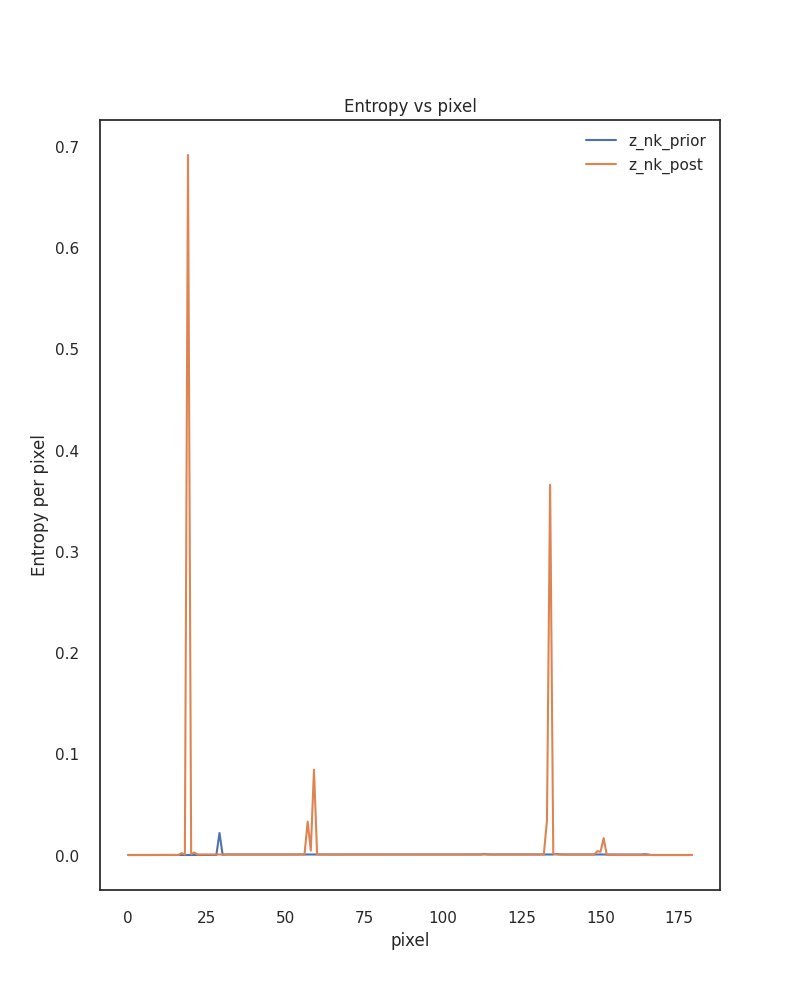 Entropy vs pixel
z_nk_prior
z_nk_post
0.7
0.6
0.5
0.4
0.3
0.2
0.1
0.0
Entropy per pixel
0 25 50 75 100 125 150 175
pixel